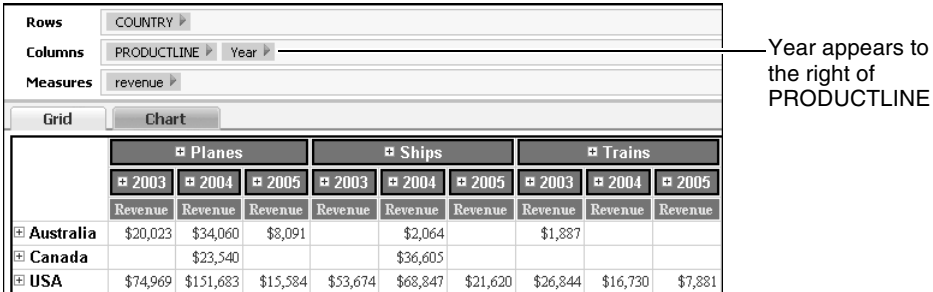 Rows COUNTRY
Columns PRODUCTLINE Year
Measures revenue
Year appears to
the right of
PRODUCTLINE
Grid Chart
Planes Ships Trains
2003 2004 2005 2003 2004 2005 2003 2004 2005
Revenue Revenue Revenue Revenue Revenue Revenue Revenue Revenue Revenue
Australia $20,023 $34,060 $8,091 $2,064 $1,887
Canada $23,540 $36,605
USA $74,969 $151,683 $15,584 $53,674 $68,847 $21,620 $26,844 $16,730 $7,881